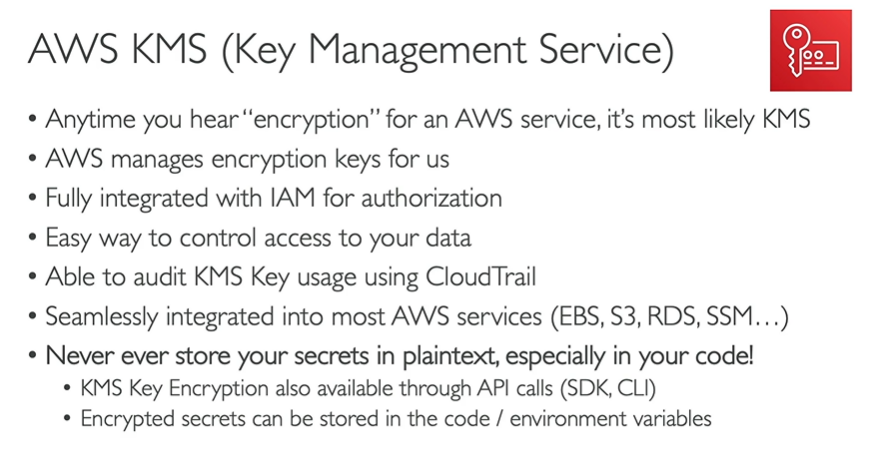 AWS KMS (Key Management Service)
• Anytime you hear “encryption” for an AWS service, it’s most likely KMS
• AWS manages encryption keys for us
• Fully integrated with IAM for authorization
• Easy way to control access to your data
• Able to audit KMS Key usage using CloudTrail
• Seamlessly integrated into most AWS services (EBS, S3, RDS, SSM…)
• Never ever store your secrets in plaintext, especially in your code!
• KMS Key Encryption also available through API calls (SDK, CLI)
• Encrypted secrets can be stored in the code / environment variables